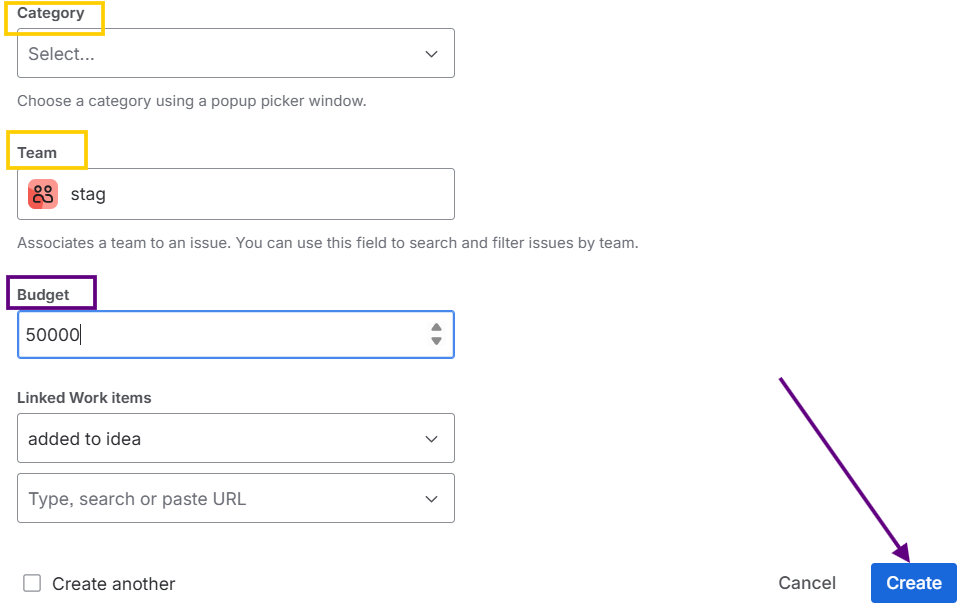 Category
Select...
Choose a category using a popup picker window.
Team
stag
Associates a team to an issue. You can use this field to search and filter issues by team.
Budget
50000
Linked Work items
added to idea
Type, search or paste URL
Create another
Cancel
Create